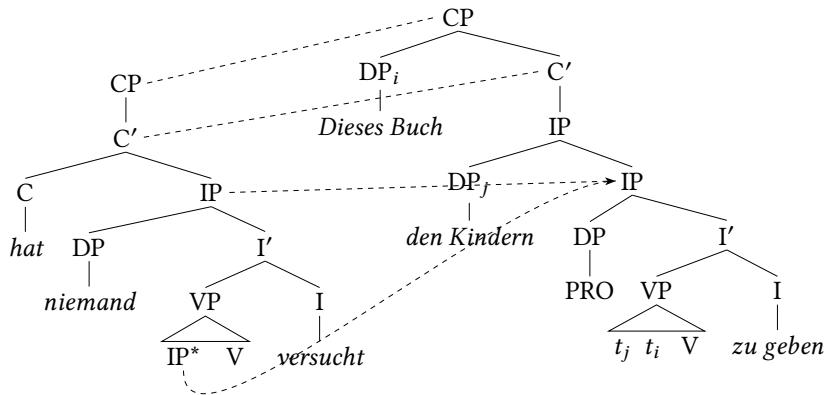 CP
CP DPᵢ C′
Dieses Buch
C′ IP
C IP DPⱼ IP
hat DP I′ den Kindern DP I′
niemand VP I PRO VP I
IP* V versucht tⱼ tᵢ V zu geben